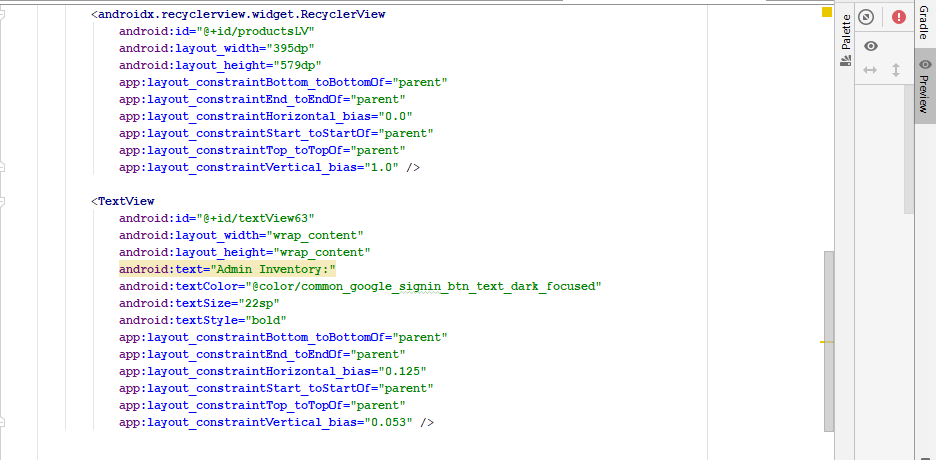 <androidx.recyclerview.widget.RecyclerView
android:id="@+id/productsLV"
android:layout_width="395dp"
android:layout_height="579dp"
app:layout_constraintBottom_toBottomOf="parent"
app:layout_constraintEnd_toEndOf="parent"
app:layout_constraintHorizontal_bias="0.0"
app:layout_constraintStart_toStartOf="parent"
app:layout_constraintTop_toTopOf="parent"
app:layout_constraintVertical_bias="1.0" />
<TextView
android:id="@+id/textView63"
android:layout_width="wrap_content"
android:layout_height="wrap_content"
android:text="Admin Inventory:"
android:textColor="@color/common_google_signin_btn_text_dark_focused"
android:textSize="22sp"
android:textStyle="bold"
app:layout_constraintBottom_toBottomOf="parent"
app:layout_constraintEnd_toEndOf="parent"
app:layout_constraintHorizontal_bias="0.125"
app:layout_constraintStart_toStartOf="parent"
app:layout_constraintTop_toTopOf="parent"
app:layout_constraintVertical_bias="0.053" />
Palette
Gradle
Preview